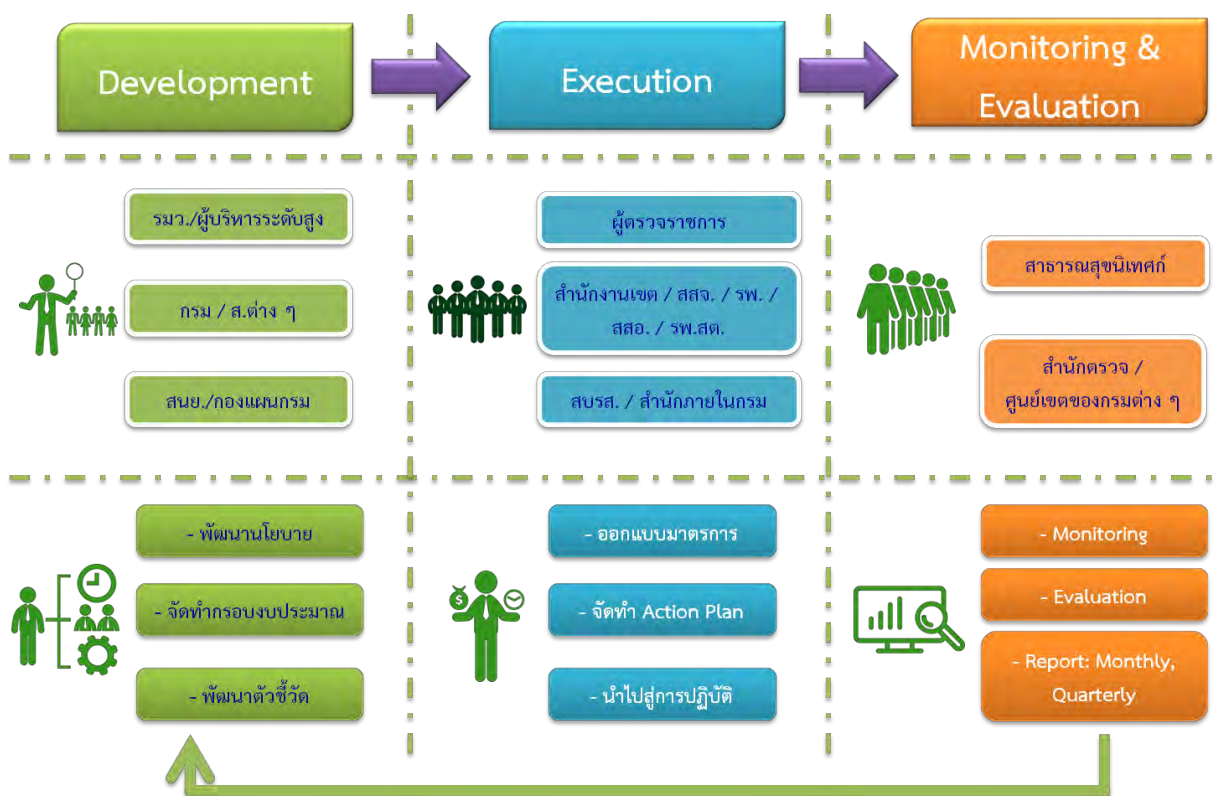 Development
Execution
Monitoring &
Evaluation
รมว./ผู้บริหารระดับสูง
กรม / ส.ต่าง ๆ
สนย./กองแผนกรม
ผู้ตรวจราชการ
สำนักงานเขต / สสจ. / รพ. /
สสอ. / รพ.สต.
สบรส. / สำนักภายในกรม
สาธารณสุขนิเทศก์
สำนักตรวจ /
ศูนย์เขตของกรมต่าง ๆ
- พัฒนานโยบาย
- จัดทำกรอบงบประมาณ
- พัฒนาตัวชี้วัด
- ออกแบบมาตรการ
- จัดทำ Action Plan
- นำไปสู่การปฏิบัติ
- Monitoring
- Evaluation
- Report: Monthly,
Quarterly